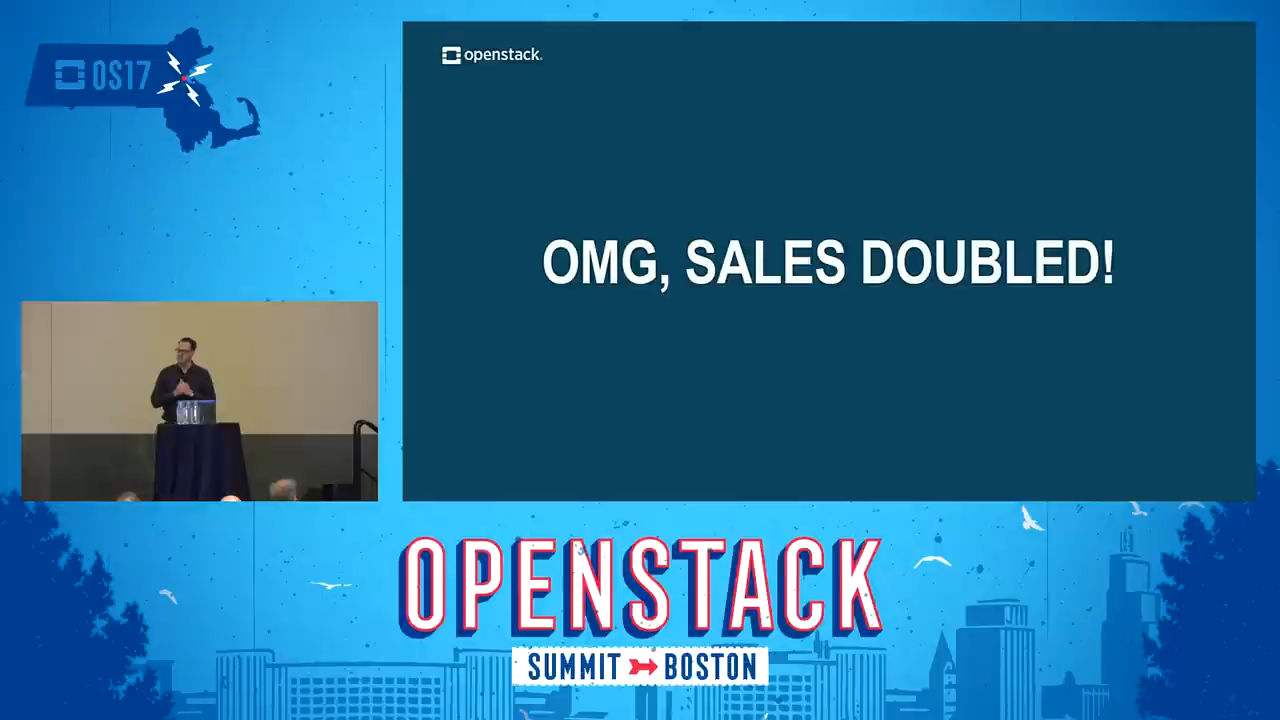 OS17
openstack.
OMG, SALES DOUBLED!
OPENSTACK
SUMMIT BOSTON